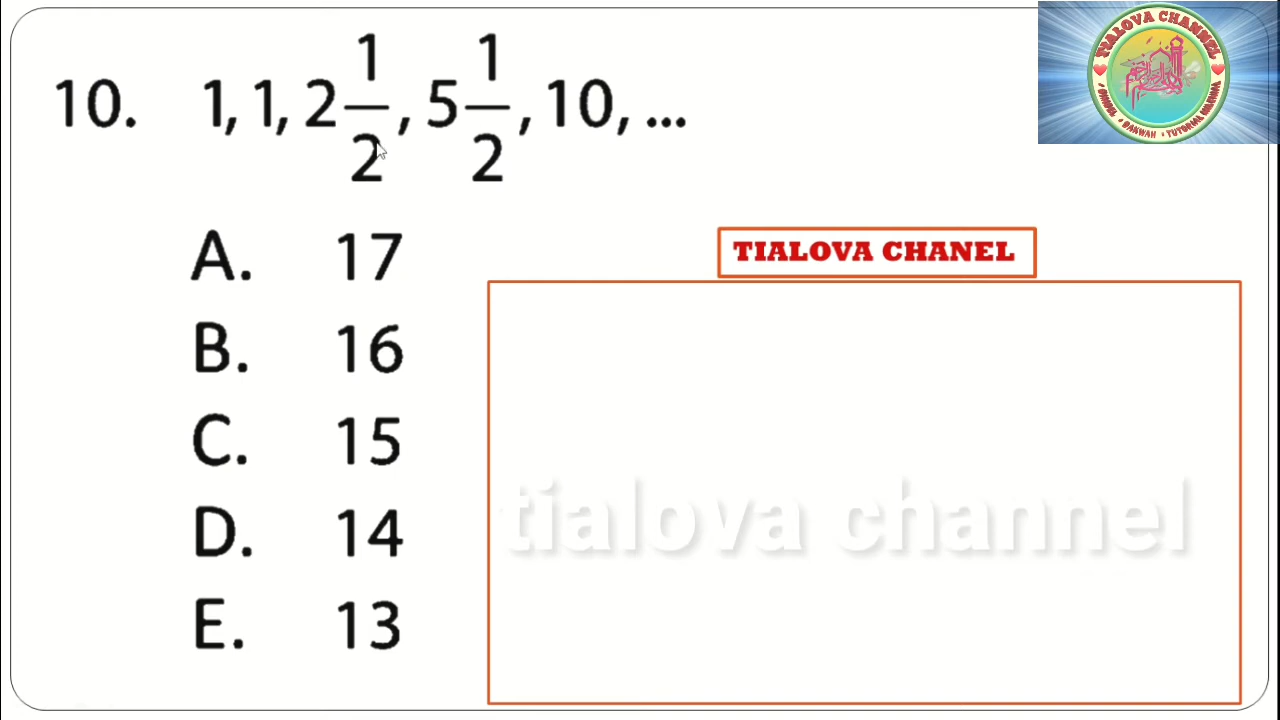 10. 1, 1, 2 1/2, 5 1/2, 10, ...
A. 17
B. 16
C. 15
D. 14
E. 13
TIALOVA CHANEL
tialova channel
TIALOVA CHANNEL